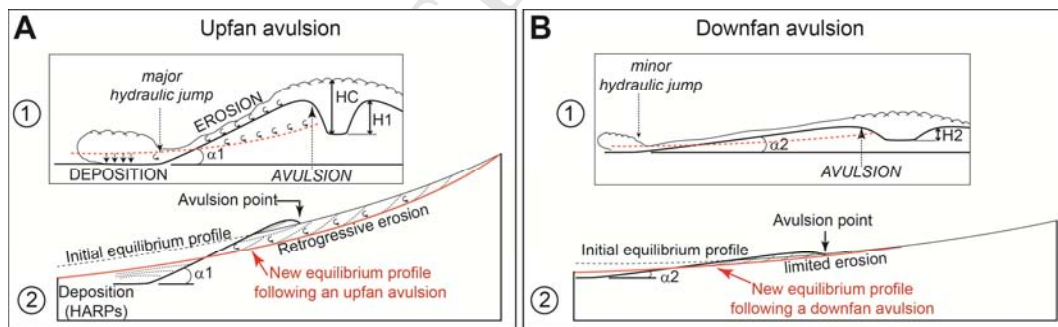 A
Upfan avulsion
1
major
hydraulic jump
EROSION
HC
H1
α1
DEPOSITION
AVULSION
Avulsion point
Initial equilibrium profile
Retrogressive erosion
α1
New equilibrium profile
following an upfan avulsion
2
Deposition
(HARPs)
B
Downfan avulsion
1
minor
hydraulic jump
H2
α2
AVULSION
Avulsion point
Initial equilibrium profile
limited erosion
α2
New equilibrium profile
following a downfan avulsion
2